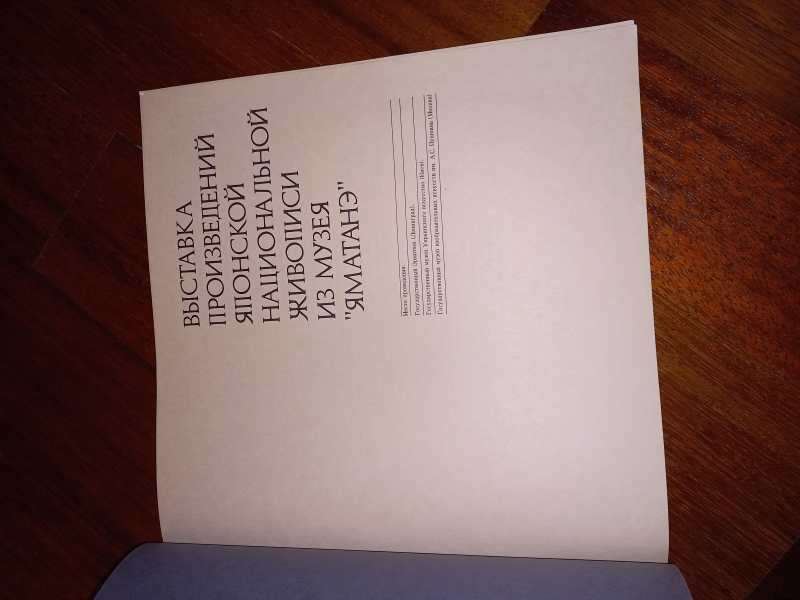 ВЫСТАВКА
ПРОИЗВЕДЕНИЙ
ЯПОНСКОЙ
НАЦИОНАЛЬНОЙ
ЖИВОПИСИ
ИЗ МУЗЕЯ
"ЯМАТАНЭ"
Место проведения:
Государственный Эрмитаж (Ленинград),
Государственный музей Украинского искусства (Киев),
Государственный музей изобразительных искусств им. А.С. Пушкина (Москва)